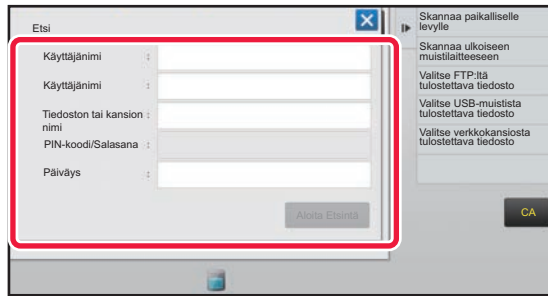 Etsi
Käyttäjänimi :
Käyttäjänimi :
Tiedoston tai kansion :
nimi
PIN-koodi/Salasana :
Päiväys :
Aloita Etsintä
Skannaa paikalliselle
levylle
Skannaa ulkoiseen
muistilaitteeseen
Valitse FTP:ltä
tulostettava tiedosto
Valitse USB-muistista
tulostettava tiedosto
Valitse verkkokansiosta
tulostettava tiedosto
CA